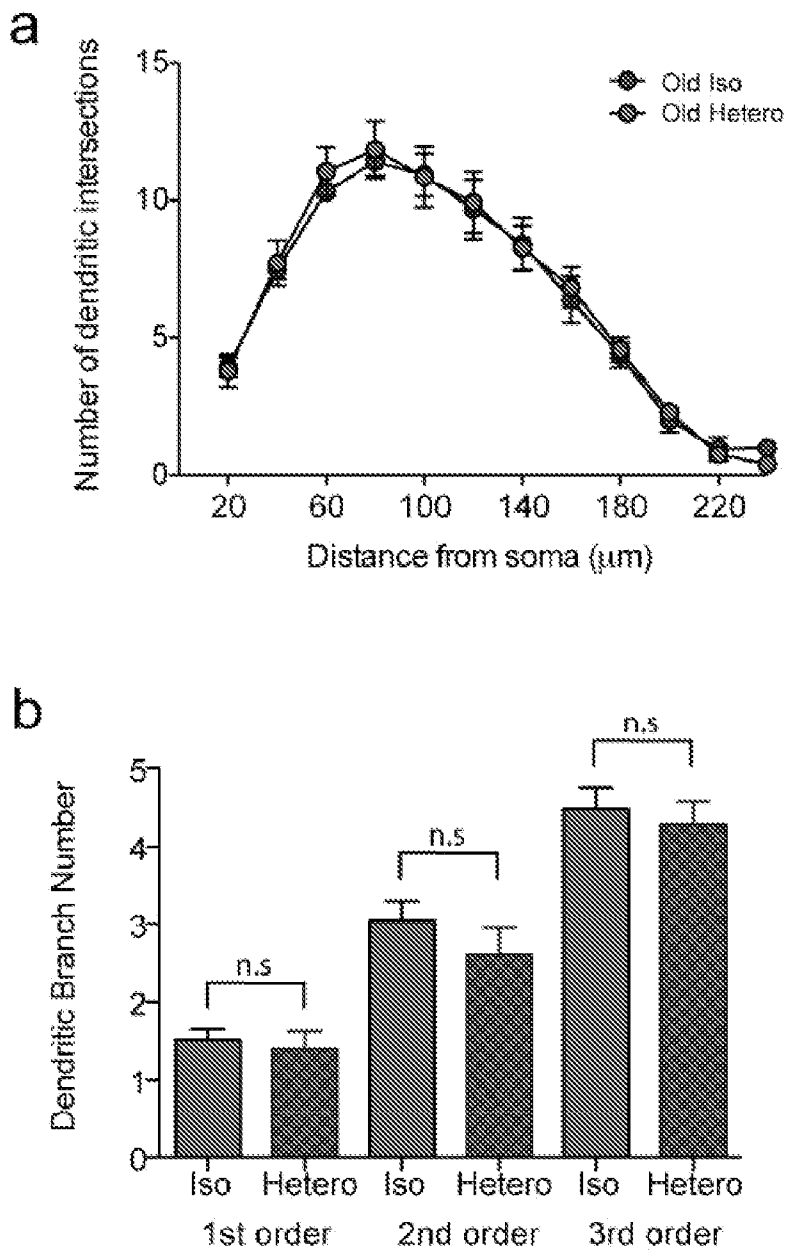 a
Number of dendritic intersections
15
10
5
0
Old Iso
Old Hetero
20 60 100 140 180 220
Distance from soma (μm)
b
Dendritic Branch Number
5
4
3
2
1
0
n.s
n.s
n.s
Iso Hetero Iso Hetero Iso Hetero
1st order 2nd order 3rd order